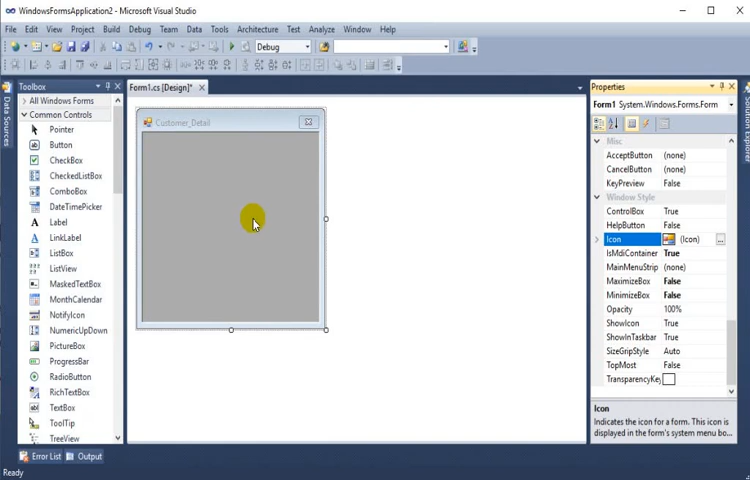 WindowsFormsApplication2 - Microsoft Visual Studio
File Edit View Project Build Debug Team Data Tools Architecture Test Analyze Window Help
Debug
Toolbox
Form1.cs [Design]*
Properties
Form1 System.Windows.Forms.Form
Data Sources
Solution Explorer
All Windows Forms
Common Controls
Pointer
Button
CheckBox
CheckedListBox
ComboBox
DateTimePicker
Label
LinkLabel
ListBox
ListView
MaskedTextBox
MonthCalendar
NotifyIcon
NumericUpDown
PictureBox
ProgressBar
RadioButton
RichTextBox
TextBox
ToolTip
TreeView
Customer_Detail
Misc
AcceptButton (none)
CancelButton (none)
KeyPreview False
Window Style
ControlBox True
HelpButton False
Icon (Icon) ...
IsMdiContainer True
MainMenuStrip (none)
MaximizeBox False
MinimizeBox False
Opacity 100%
ShowIcon True
ShowInTaskbar True
SizeGripStyle Auto
TopMost False
TransparencyKey
Icon
Indicates the icon for a form. This icon is
displayed in the form's system menu bo...
Error List Output
Ready